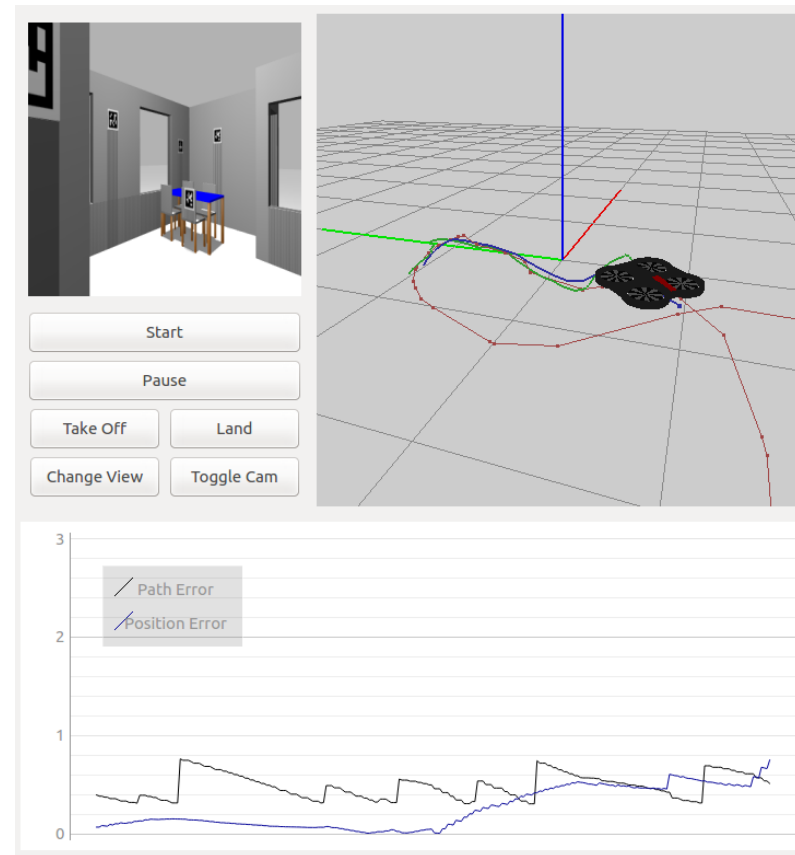 Start
Pause
Take Off
Land
Change View
Toggle Cam
3
Path Error
Position Error
2
1
0